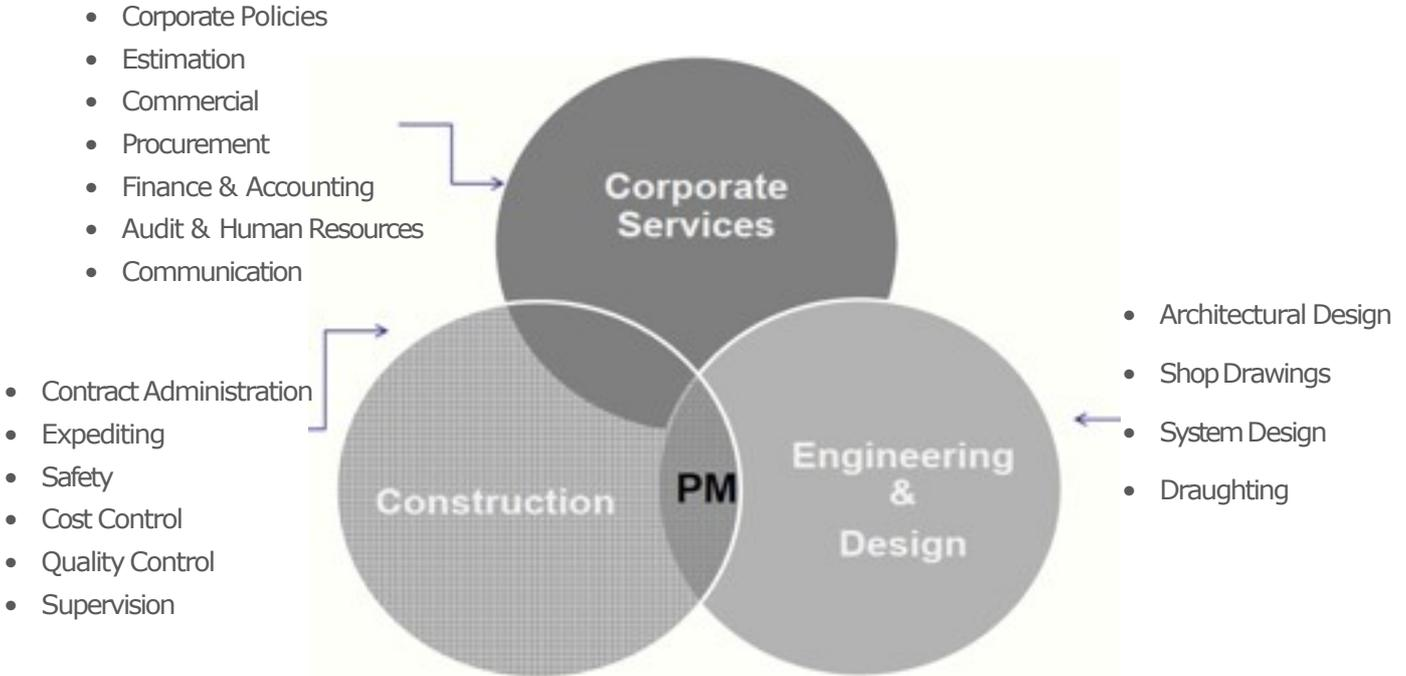 • Corporate Policies
• Estimation
• Commercial
• Procurement
• Finance & Accounting
• Audit & Human Resources
• Communication
Corporate
Services
• Contract Administration
• Expediting
• Safety
• Cost Control
• Quality Control
• Supervision
Construction
PM
Engineering
&
Design
• Architectural Design
• Shop Drawings
• System Design
• Draughting